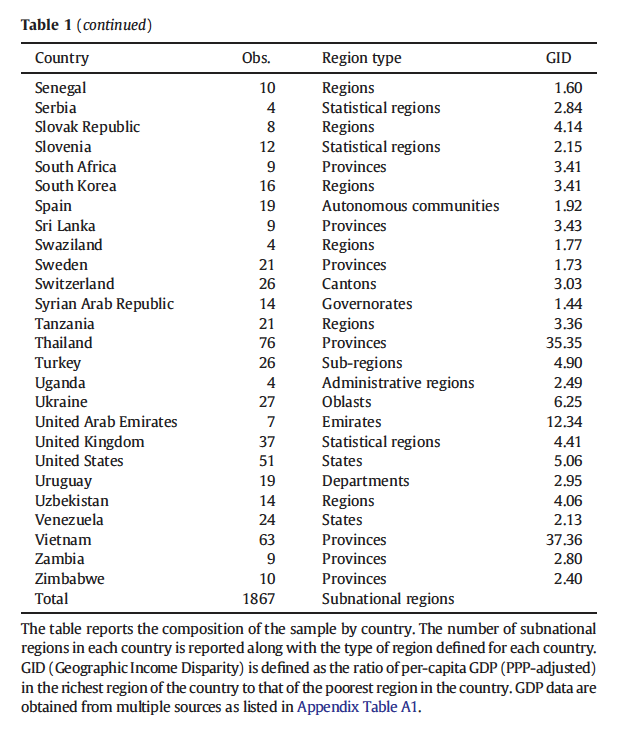 Table 1 (continued)
Country Obs. Region type GID
Senegal 10 Regions 1.60
Serbia 4 Statistical regions 2.84
Slovak Republic 8 Regions 4.14
Slovenia 12 Statistical regions 2.15
South Africa 9 Provinces 3.41
South Korea 16 Regions 3.41
Spain 19 Autonomous communities 1.92
Sri Lanka 9 Provinces 3.43
Swaziland 4 Regions 1.77
Sweden 21 Provinces 1.73
Switzerland 26 Cantons 3.03
Syrian Arab Republic 14 Governorates 1.44
Tanzania 21 Regions 3.36
Thailand 76 Provinces 35.35
Turkey 26 Sub-regions 4.90
Uganda 4 Administrative regions 2.49
Ukraine 27 Oblasts 6.25
United Arab Emirates 7 Emirates 12.34
United Kingdom 37 Statistical regions 4.41
United States 51 States 5.06
Uruguay 19 Departments 2.95
Uzbekistan 14 Regions 4.06
Venezuela 24 States 2.13
Vietnam 63 Provinces 37.36
Zambia 9 Provinces 2.80
Zimbabwe 10 Provinces 2.40
Total 1867 Subnational regions
The table reports the composition of the sample by country. The number of subnational
regions in each country is reported along with the type of region defined for each country.
GID (Geographic Income Disparity) is defined as the ratio of per-capita GDP (PPP-adjusted)
in the richest region of the country to that of the poorest region in the country. GDP data are
obtained from multiple sources as listed in Appendix Table A1.